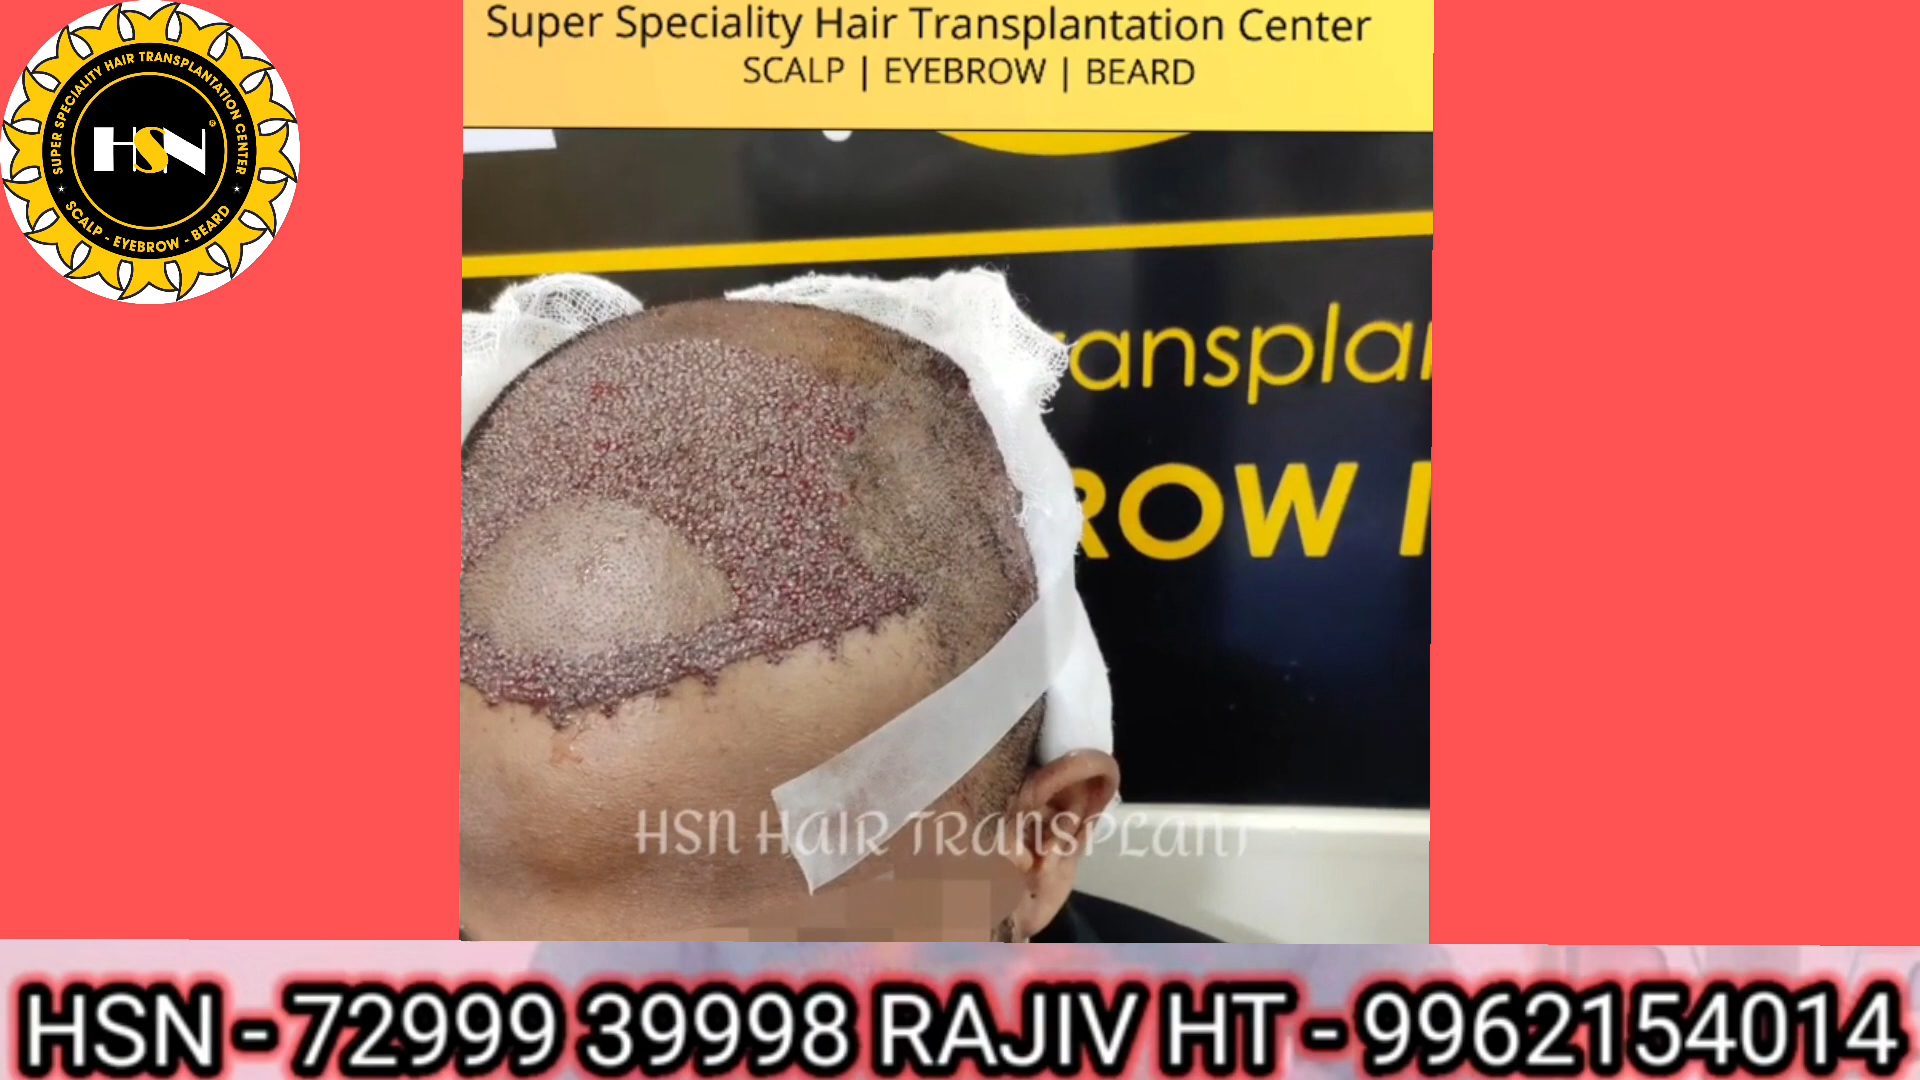 Super Speciality Hair Transplantation Center
SCALP | EYEBROW | BEARD
SUPER SPECIALITY HAIR TRANSPLANTATION CENTER
HSN®
SCALP - EYEBROW - BEARD
ransplan
ROW
HSN HAIR TRANSPLANT
HSN - 72999 39998 RAJIV HT - 9962154014